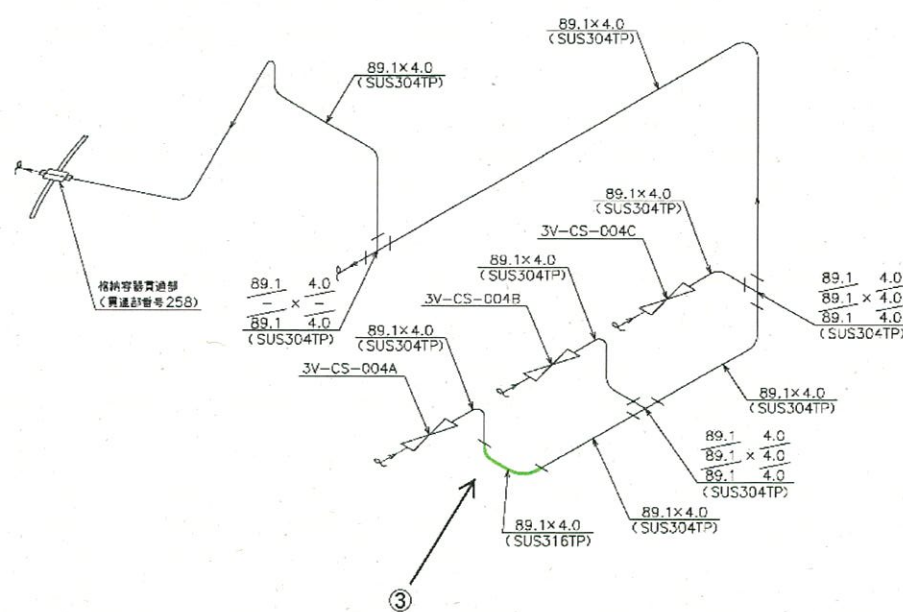 89.1×4.0
(SUS304TP)
89.1×4.0
(SUS304TP)
格納容器貫通部
(貫通部番号258)
89.1 4.0
- × -
89.1 4.0
(SUS304TP)
89.1×4.0
(SUS304TP)
3V-CS-004C
89.1×4.0
(SUS304TP)
3V-CS-004B
89.1×4.0
(SUS304TP)
3V-CS-004A
89.1 4.0
89.1 × 4.0
89.1 4.0
(SUS304TP)
89.1×4.0
(SUS304TP)
89.1 4.0
89.1 × 4.0
89.1 4.0
(SUS304TP)
89.1×4.0
(SUS304TP)
89.1×4.0
(SUS316TP)
③